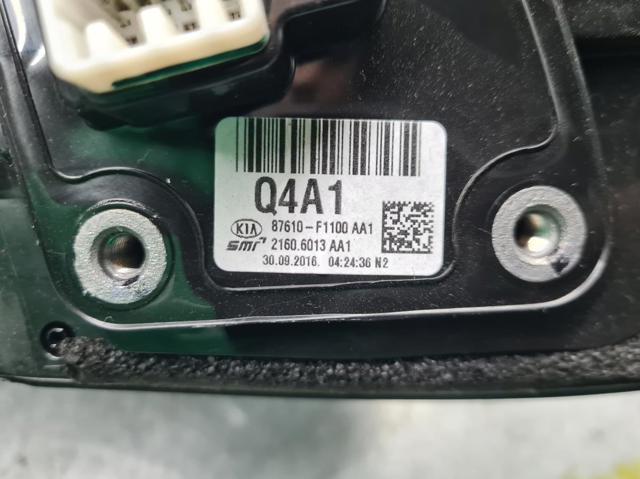 Q4A1
KIA 87610-F1100 AA1
SMR 2160.6013 AA1
30.09.2016. 04:24:36 N2